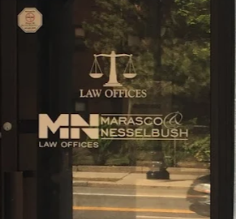 LAW OFFICES
MN MARASCO &
NESSELBUSH
LAW OFFICES